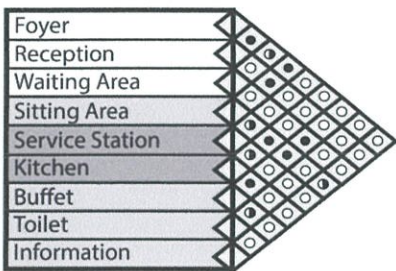 Foyer
Reception
Waiting Area
Sitting Area
Service Station
Kitchen
Buffet
Toilet
Information